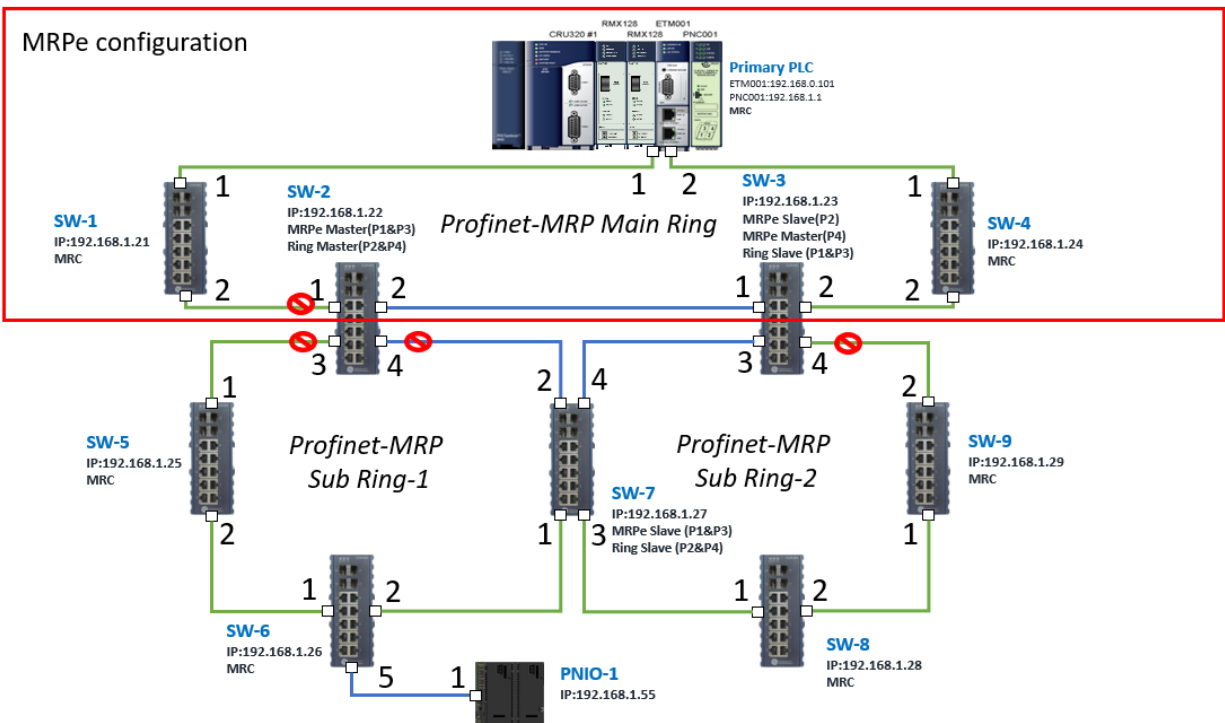 MRPe configuration
RMX128 ETM001
CRU320 #1 RMX128 PNC001
Primary PLC
ETM001:192.168.0.101
PNC001:192.168.1.1
MRC
1 2
Profinet-MRP Main Ring
SW-1
IP:192.168.1.21
MRC
1
2
SW-2
IP:192.168.1.22
MRPe Master(P1&P3)
Ring Master(P2&P4)
1 2
3 4
SW-3
IP:192.168.1.23
MRPe Slave(P2)
MRPe Master(P4)
Ring Slave (P1&P3)
1 2
3 4
SW-4
IP:192.168.1.24
MRC
1
2
SW-5
IP:192.168.1.25
MRC
1
2
Profinet-MRP
Sub Ring-1
2 4
SW-7
IP:192.168.1.27
MRPe Slave (P1&P3)
Ring Slave (P2&P4)
1 3
Profinet-MRP
Sub Ring-2
SW-9
IP:192.168.1.29
MRC
2
1
1 2
SW-6
IP:192.168.1.26
MRC
5
1 2
SW-8
IP:192.168.1.28
MRC
1
PNIO-1
IP:192.168.1.55